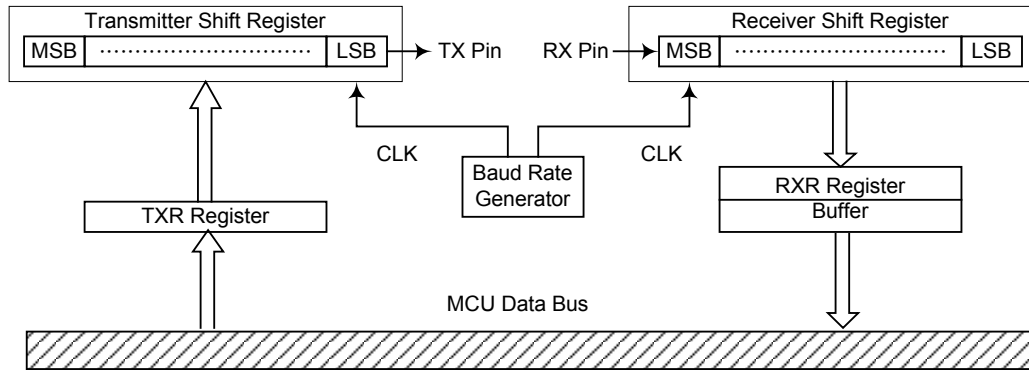 Transmitter Shift Register
MSB LSB
TX Pin
RX Pin
Receiver Shift Register
MSB LSB
CLK
Baud Rate
Generator
CLK
TXR Register
RXR Register
Buffer
MCU Data Bus